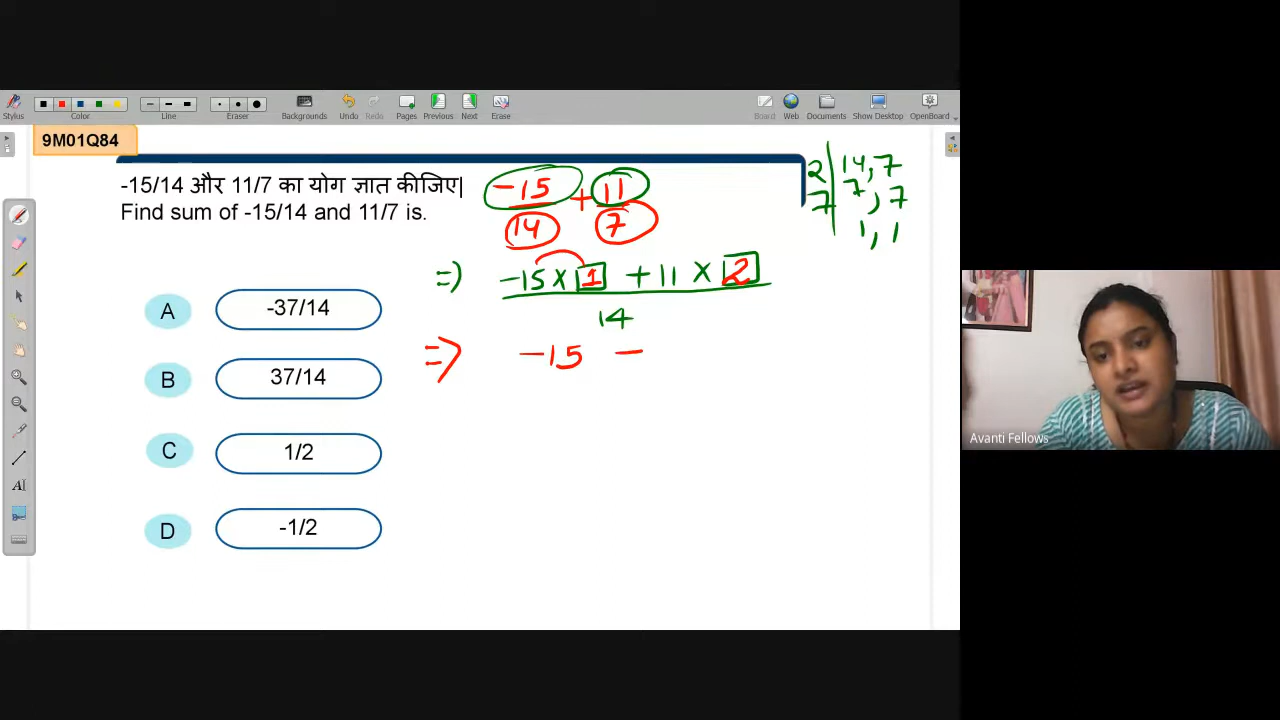 Stylus
Color
Line
Eraser
Backgrounds
Undo
Redo
Pages
Previous
Next
Erase
Board
Web
Documents
Show Desktop
OpenBoard
9M01Q84
-15/14 और 11/7 का योग ज्ञात कीजिए|
Find sum of -15/14 and 11/7 is.
-15 + 11
14 7
2 | 14, 7
7 | 7, 7
1, 1
=) -15 × 1 + 11 × 2
14
=> -15 -
A -37/14
B 37/14
C 1/2
D -1/2
Avanti Fellows